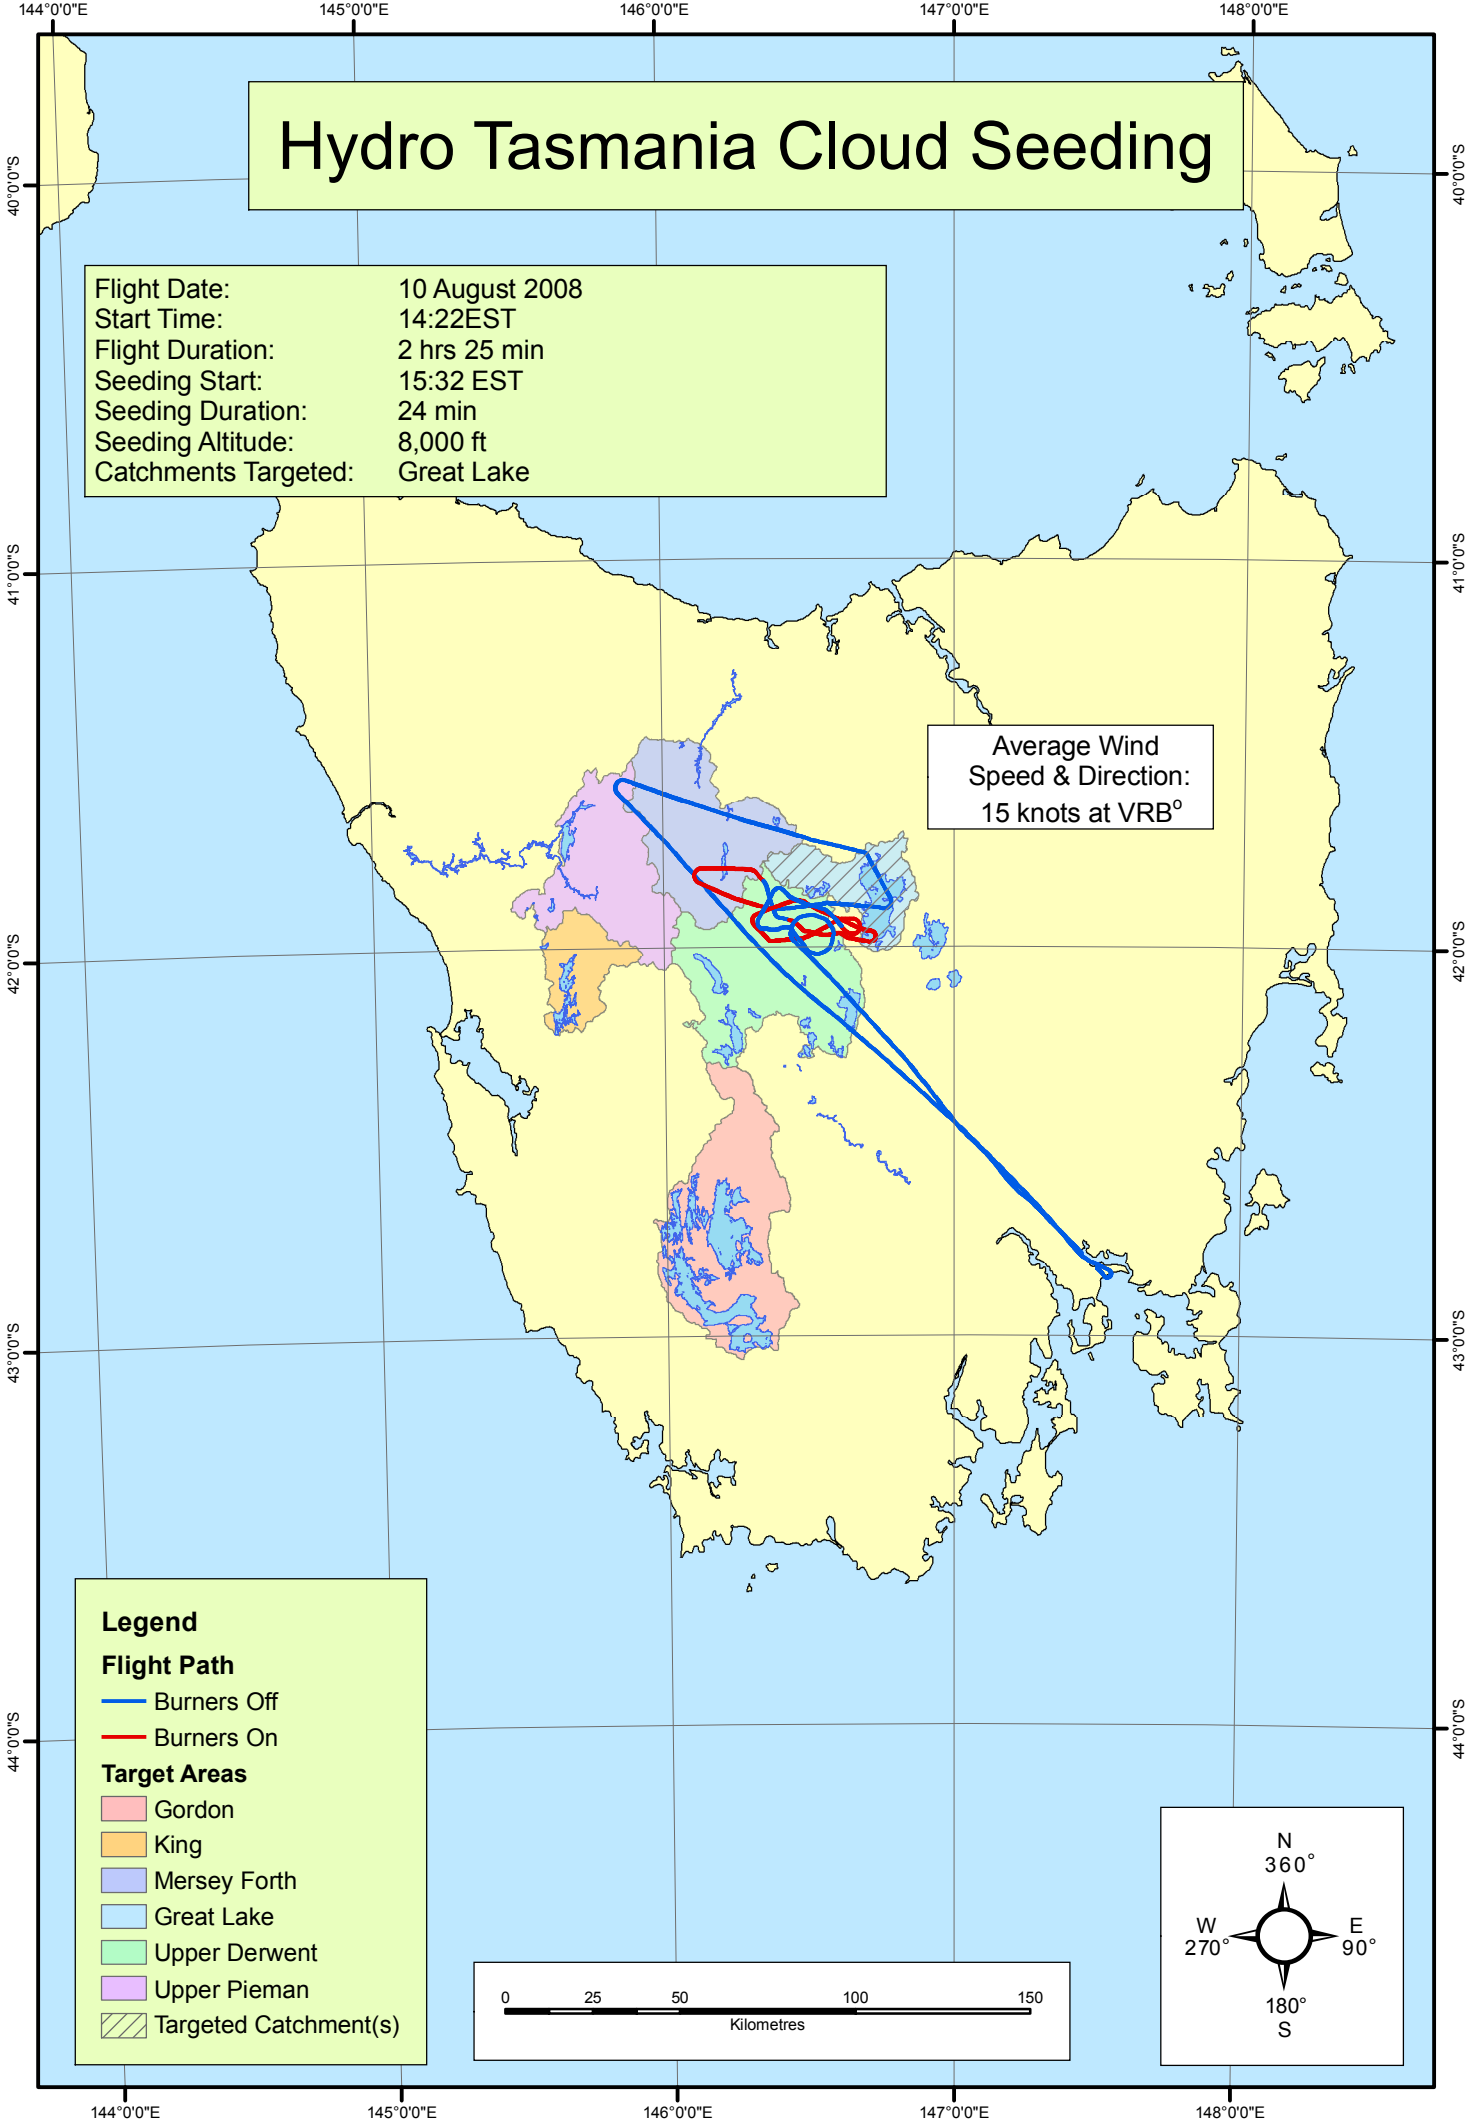 144°0'0"E 145°0'0"E 146°0'0"E 147°0'0"E 148°0'0"E
Hydro Tasmania Cloud Seeding
40°0'0"S 40°0'0"S
Flight Date: 10 August 2008
Start Time: 14:22EST
Flight Duration: 2 hrs 25 min
Seeding Start: 15:32 EST
Seeding Duration: 24 min
Seeding Altitude: 8,000 ft
Catchments Targeted: Great Lake
41°0'0"S 41°0'0"S
Average Wind
Speed & Direction:
15 knots at VRB°
42°0'0"S 42°0'0"S
43°0'0"S 43°0'0"S
Legend
Flight Path
Burners Off
Burners On
Target Areas
Gordon
King
Mersey Forth
Great Lake
Upper Derwent
Upper Pieman
Targeted Catchment(s)
44°0'0"S 44°0'0"S
0 25 50 100 150
Kilometres
N
360°
W E
270° 90°
180°
S
144°0'0"E 145°0'0"E 146°0'0"E 147°0'0"E 148°0'0"E